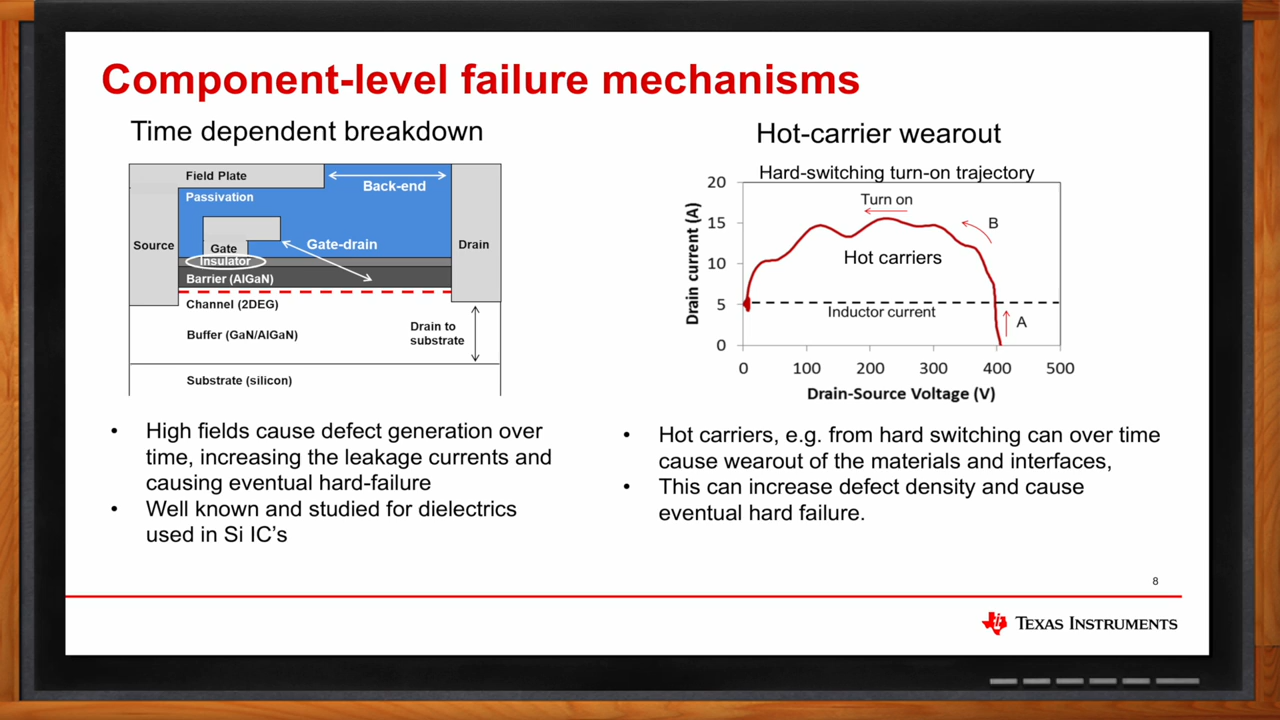 Component-level failure mechanisms
Time dependent breakdown
Field Plate
Passivation
Back-end
Source
Gate
Gate-drain
Drain
Insulator
Barrier (AlGaN)
Channel (2DEG)
Buffer (GaN/AlGaN)
Drain to
substrate
Substrate (silicon)
• High fields cause defect generation over
time, increasing the leakage currents and
causing eventual hard-failure
• Well known and studied for dielectrics
used in Si IC's
Hot-carrier wearout
Hard-switching turn-on trajectory
20
15
10
5
0
Drain current (A)
Turn on
B
Hot carriers
Inductor current
A
0 100 200 300 400 500
Drain-Source Voltage (V)
• Hot carriers, e.g. from hard switching can over time
cause wearout of the materials and interfaces,
• This can increase defect density and cause
eventual hard failure.
8
TEXAS INSTRUMENTS